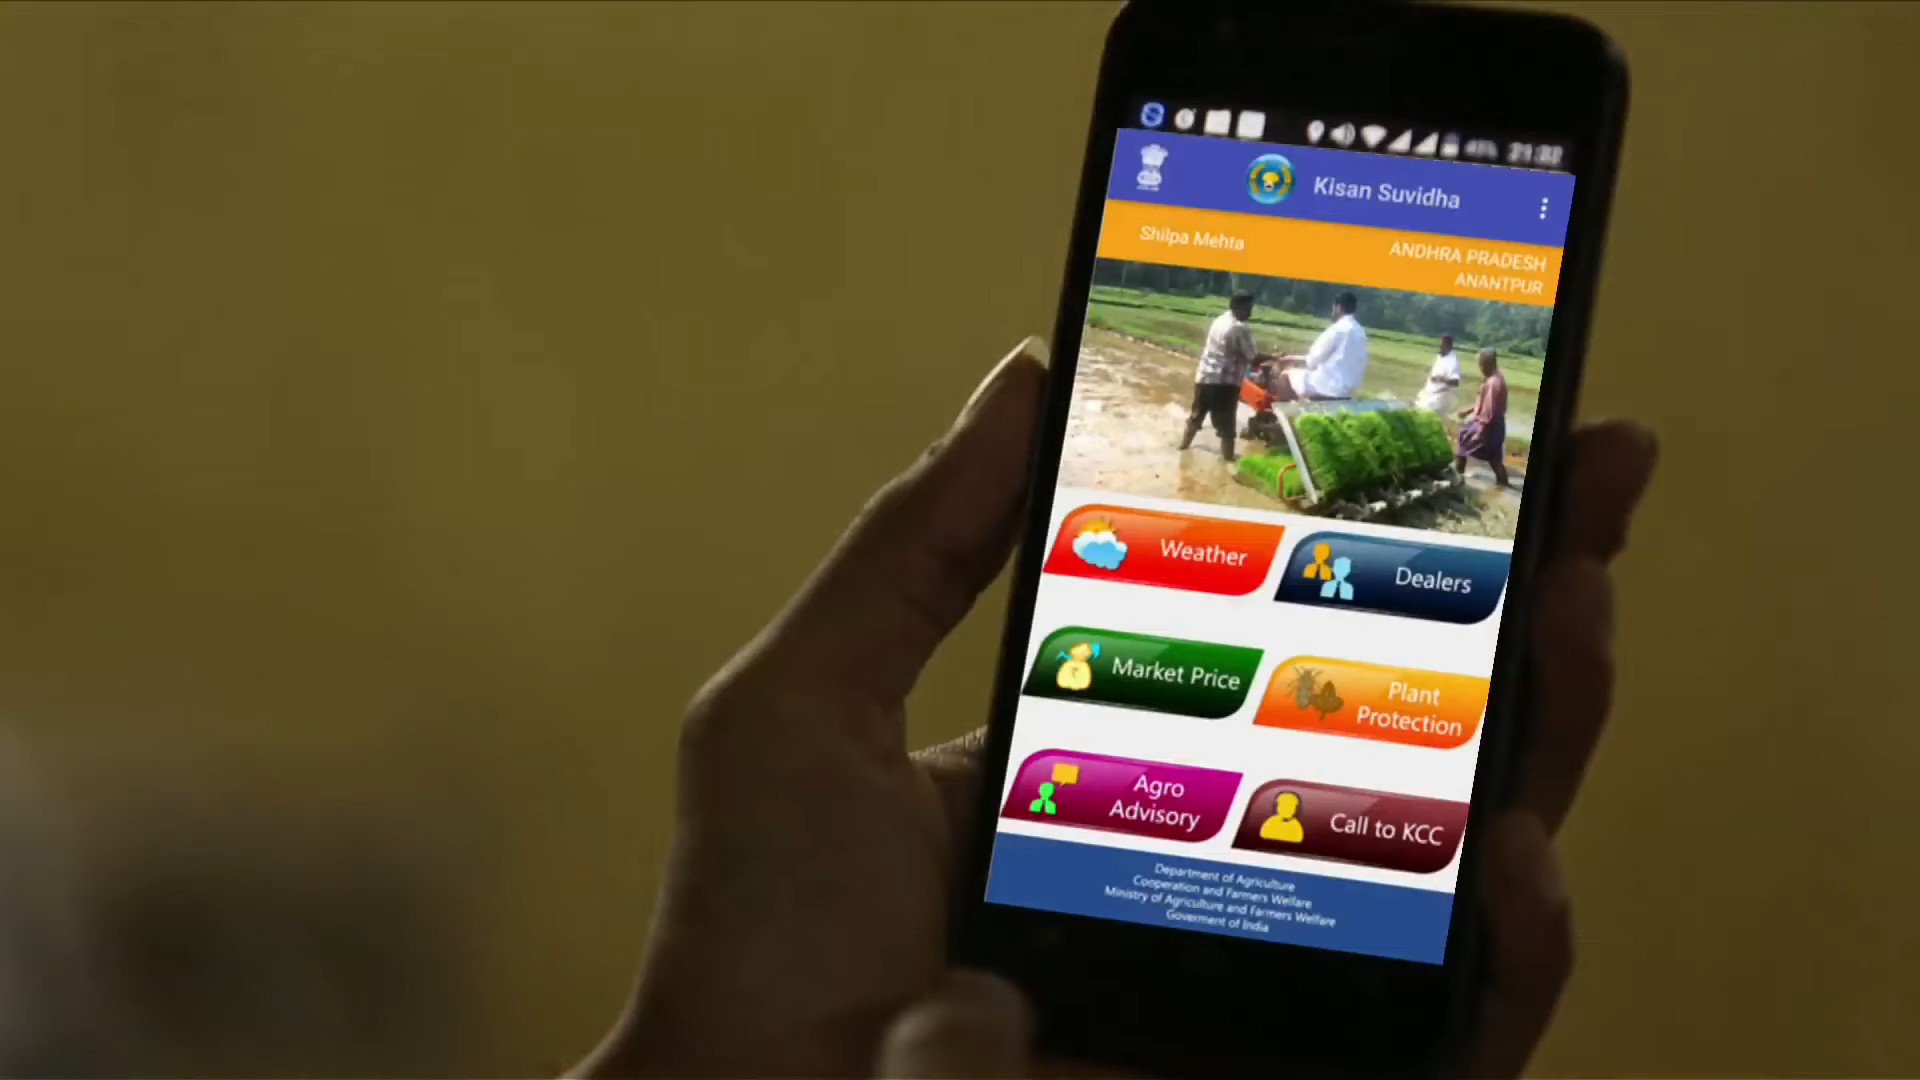 Kisan Suvidha
Shilpa Mehta
ANDHRA PRADESH
ANANTPUR
Weather
Dealers
Market Price
Plant
Protection
Agro
Advisory
Call to KCC
Department of Agriculture
Cooperation and Farmers Welfare
Ministry of Agriculture and Farmers Welfare
Goverment of India